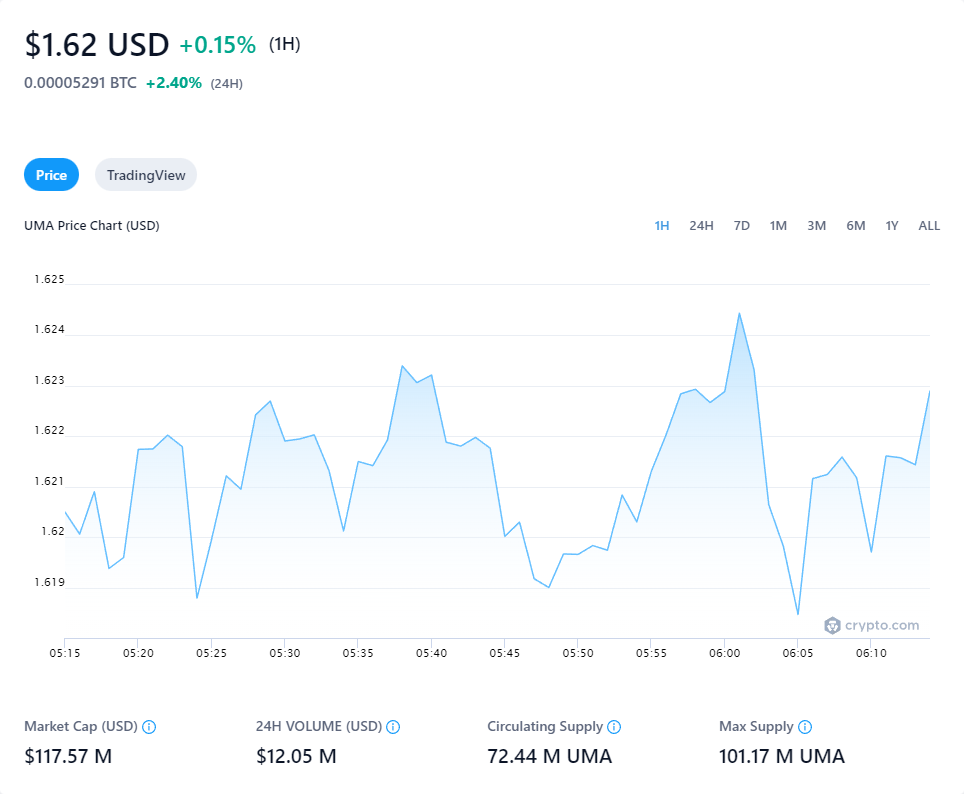 $1.62 USD +0.15% (1H)
0.00005291 BTC +2.40% (24H)
Price TradingView
UMA Price Chart (USD) 1H 24H 7D 1M 3M 6M 1Y ALL
1.625
1.624
1.623
1.622
1.621
1.62
1.619
crypto.com
05:15 05:20 05:25 05:30 05:35 05:40 05:45 05:50 05:55 06:00 06:05 06:10
Market Cap (USD) 24H VOLUME (USD) Circulating Supply Max Supply
$117.57 M $12.05 M 72.44 M UMA 101.17 M UMA